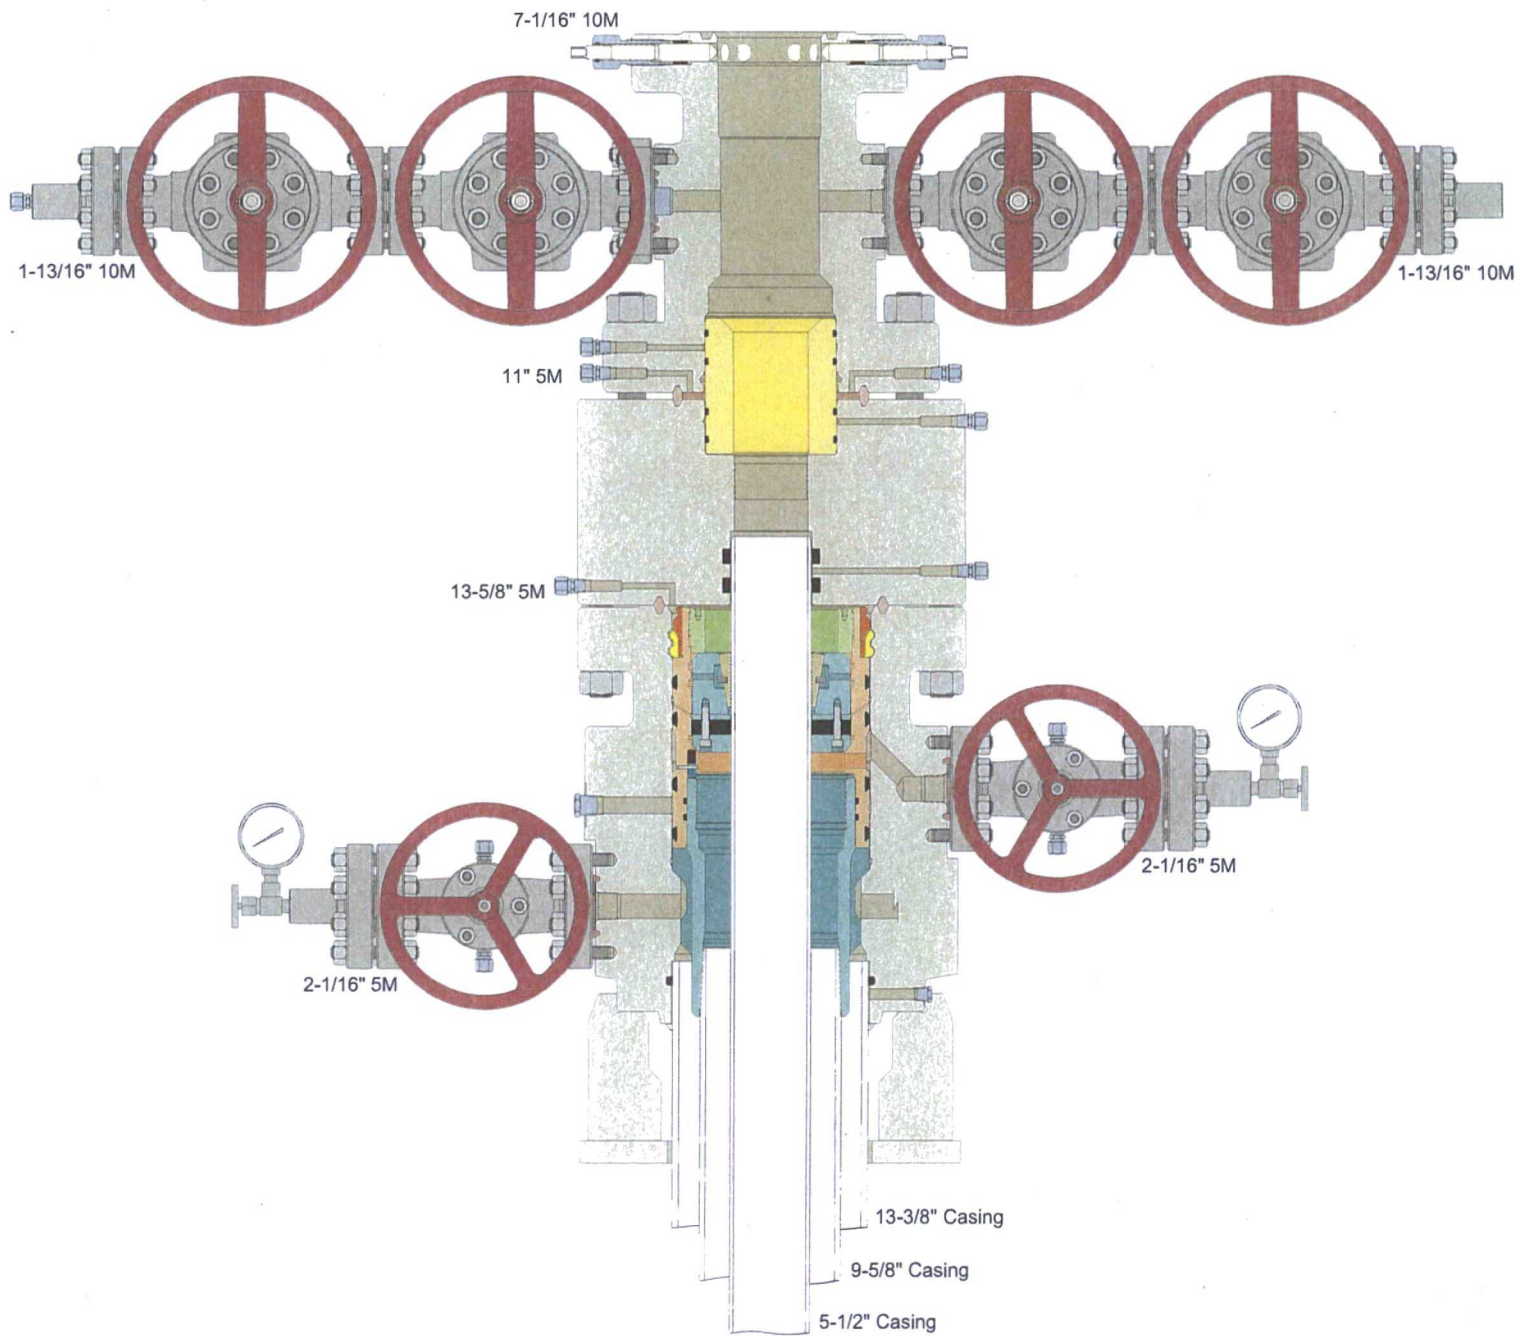 7-1/16" 10M
1-13/16" 10M
1-13/16" 10M
11" 5M
13-5/8" 5M
2-1/16" 5M
2-1/16" 5M
13-3/8" Casing
9-5/8" Casing
5-1/2" Casing